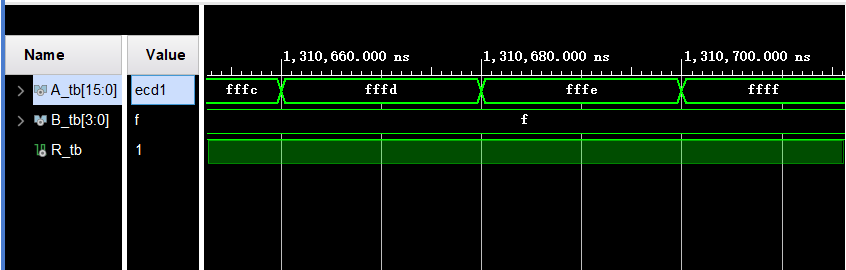 Name Value
1,310,660.000 ns 1,310,680.000 ns 1,310,700.000 ns
A_tb[15:0] ecd1 fffc fffd fffe ffff
B_tb[3:0] f f
R_tb 1